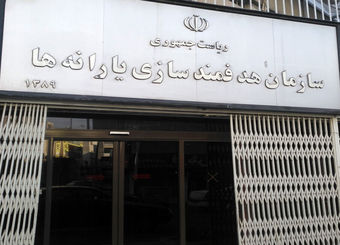 ریاست جمهوری
سازمان هدفمندسازی یارانه ها
۱۳۸۹